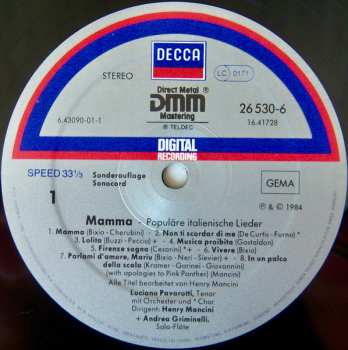 DECCA
STEREO
LC 0171
Direct Metal ®
DMM
Mastering
℗ TELDEC
6.43090-01-1
26 530-6
16.41728
DIGITAL
RECORDING
SPEED 33⅓
Sonderauflage
Sonocord
GEMA
1
℗ & © 1984
Mamma - Populäre italienische Lieder
1. Mamma (Bixio-Cherubini) - 2. Non ti scordar di me (De Curtis-Furno)*
3. Lolita (Buzzi-Peccia)+ - 4. Musica proibita (Gastaldon)
5. Firenze sogna (Cesarini)*+ - 6. Vivere (Bixio)
7. Parlami d'amore, Mariù (Bixio-Neri-Sievier) + - 8. In un palco
della scala (Kramer-Garinei-Giovannini)
(with apologies to Pink Panther) (Mancini)
Alle Titel bearbeitet von Henry Mancini
Luciano Pavarotti, Tenor
mit Orchester und *Chor
Dirigent: Henry Mancini
+ Andrea Griminelli,
Solo-Flöte